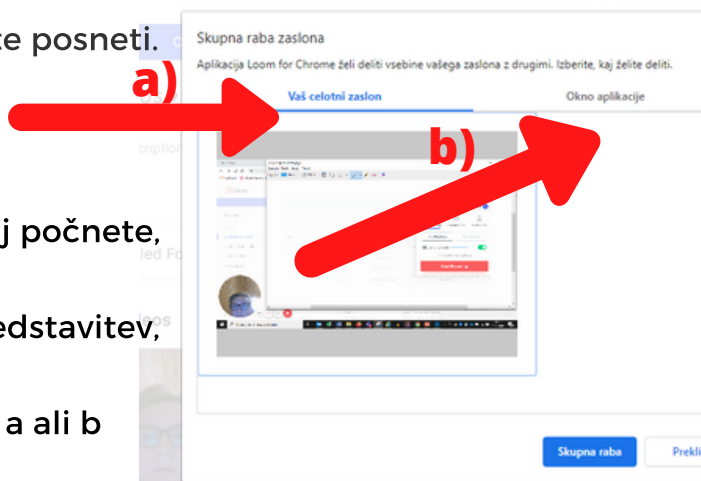 te posneti.
a)
j počnete,
edstavitev,
a ali b
Skupna raba zaslona
Aplikacija Loom for Chrome želi deliti vsebine vašega zaslona z drugimi. Izberite, kaj želite deliti.
Vaš celotni zaslon
Okno aplikacije
b)
Skupna raba
Prekli